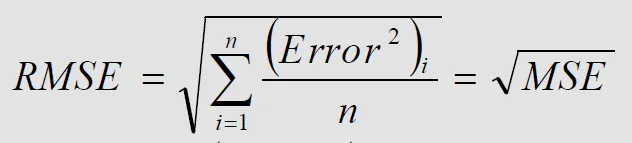 RMSE = √(∑_{i=1}^{n} (Error²)_i / n) = √MSE